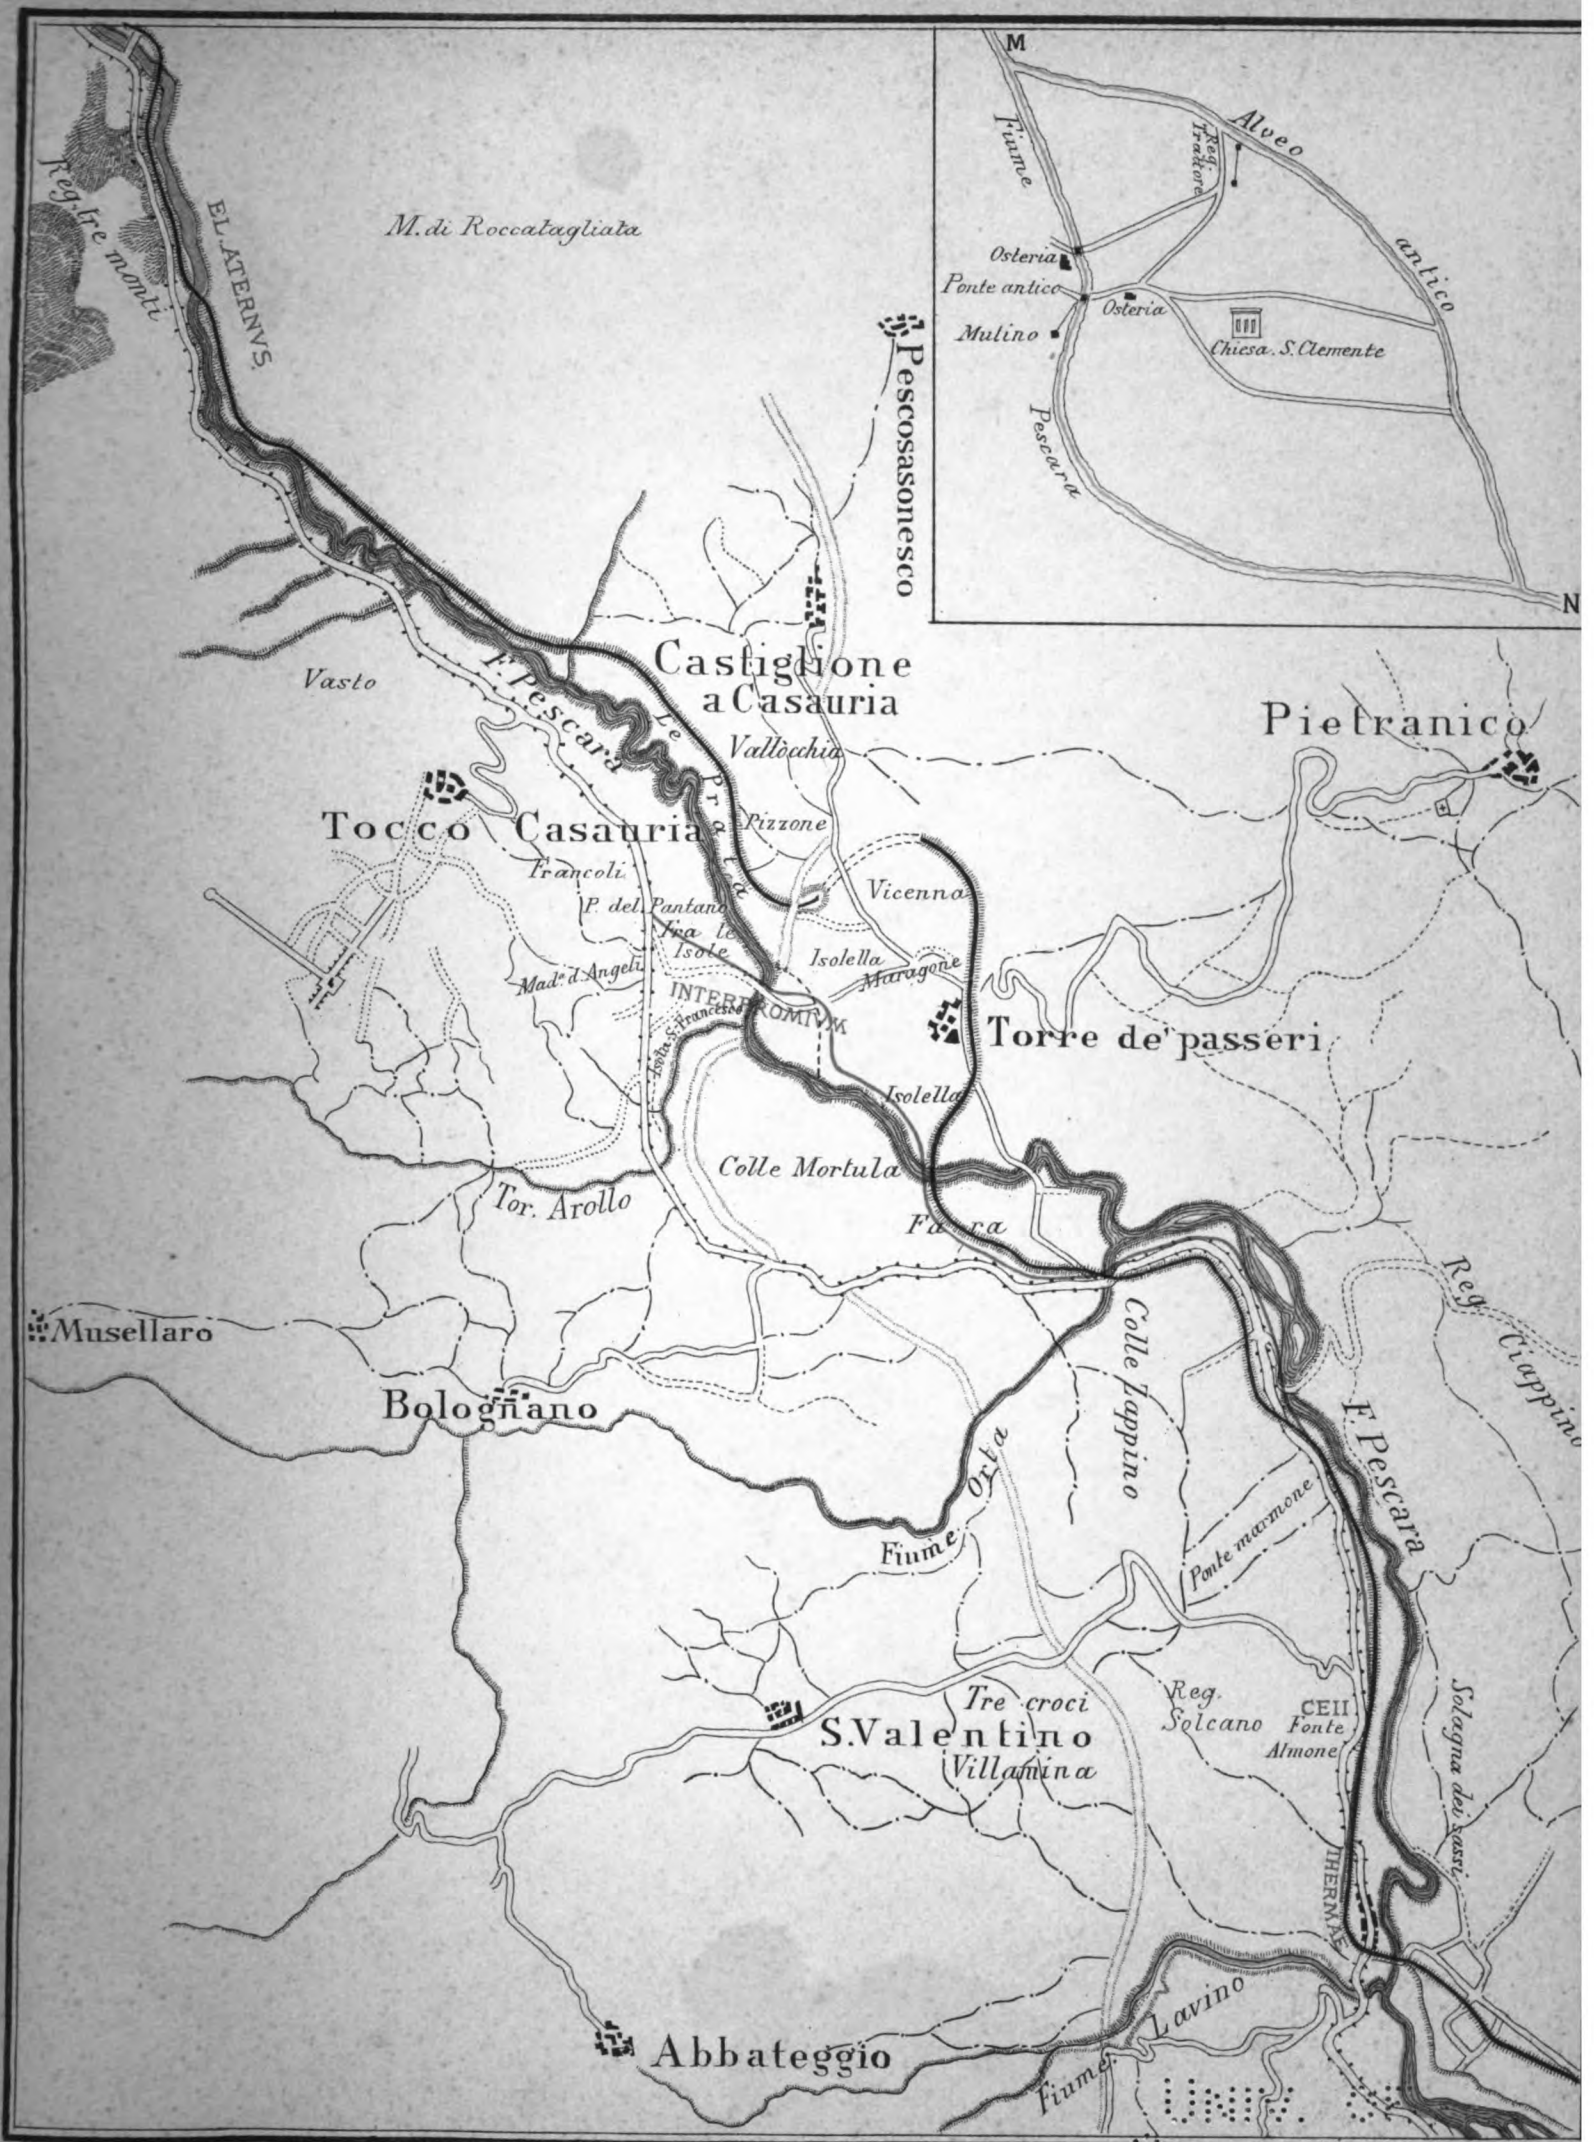 M
Fiume
Alveo
antico
Reg.
Trattore
Osteria
Ponte antico
Osteria
Mulino
Chiesa. S. Clemente
Pescara
N
Reg. tre monti
EL. ATERNVS.
M. di Roccatagliata
Pescosasonesco
Castiglione
a Casauria
Vasto
F. Pescara
Le Prata
Vallocchia
Pietranico
Tocco Casauria
Pizzone
Francoli
P. del Pantano
Fra le
Isole
Vicenna
Isolella
Maragone
Mad.ª d. Angeli
INTERPROMIVM
Isola S. Francesco
Torre de' passeri
Isolella
Colle Mortula
Tor. Arollo
Fara
Musellaro
Bolognano
Colle Zappino
Reg. Ciappino
F. Pescara
Fiume Orta
Ponte marmone
Tre croci
S. Valentino
Villamina
Reg.
Solcano
CEII
Fonte
Almone
Solagna dei sassi
THERMAE
Abbateggio
Fiume Lavino
UNIV.